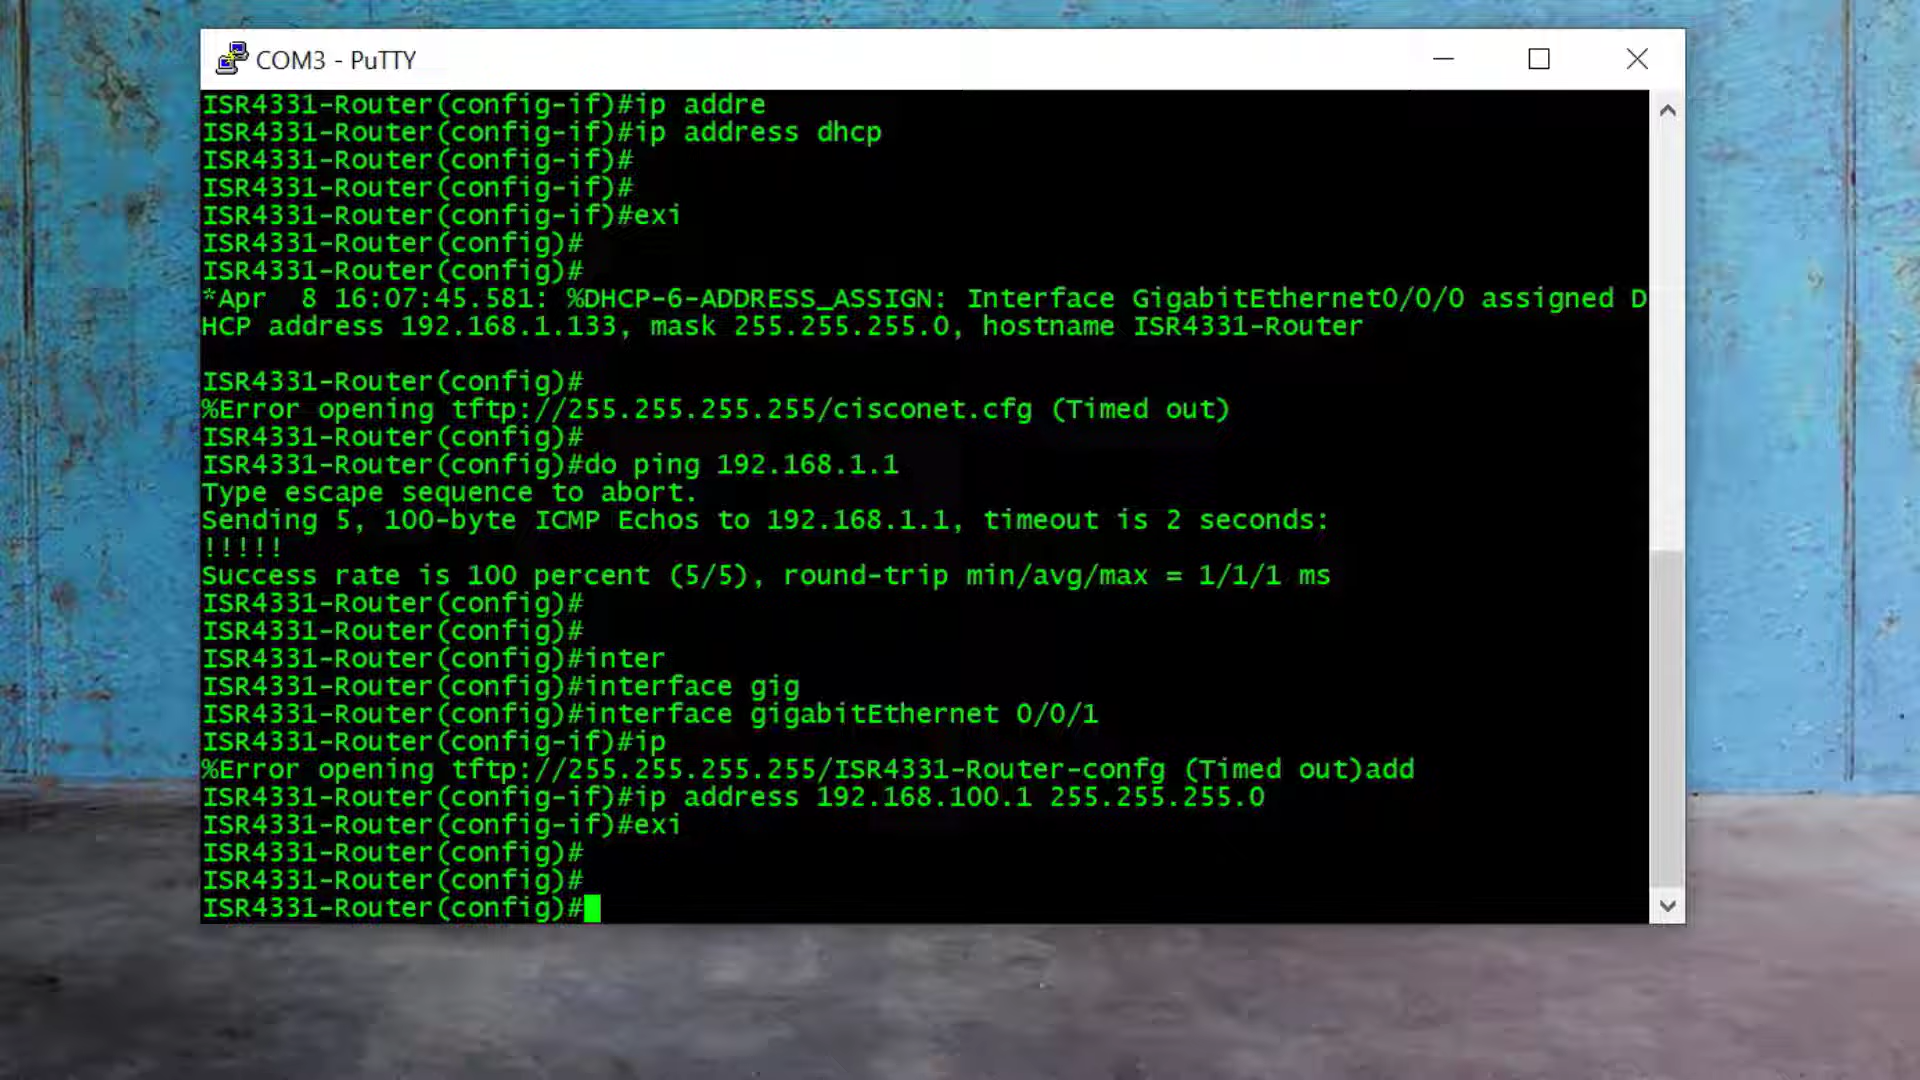 COM3 - PuTTY
ISR4331-Router(config-if)#ip addre
ISR4331-Router(config-if)#ip address dhcp
ISR4331-Router(config-if)#
ISR4331-Router(config-if)#
ISR4331-Router(config-if)#exi
ISR4331-Router(config)#
ISR4331-Router(config)#
*Apr  8 16:07:45.581: %DHCP-6-ADDRESS_ASSIGN: Interface GigabitEthernet0/0/0 assigned D
HCP address 192.168.1.133, mask 255.255.255.0, hostname ISR4331-Router
ISR4331-Router(config)#
%Error opening tftp://255.255.255.255/cisconet.cfg (Timed out)
ISR4331-Router(config)#
ISR4331-Router(config)#do ping 192.168.1.1
Type escape sequence to abort.
Sending 5, 100-byte ICMP Echos to 192.168.1.1, timeout is 2 seconds:
!!!!!
Success rate is 100 percent (5/5), round-trip min/avg/max = 1/1/1 ms
ISR4331-Router(config)#
ISR4331-Router(config)#
ISR4331-Router(config)#inter
ISR4331-Router(config)#interface gig
ISR4331-Router(config)#interface gigabitEthernet 0/0/1
ISR4331-Router(config-if)#ip
%Error opening tftp://255.255.255.255/ISR4331-Router-confg (Timed out)add
ISR4331-Router(config-if)#ip address 192.168.100.1 255.255.255.0
ISR4331-Router(config-if)#exi
ISR4331-Router(config)#
ISR4331-Router(config)#
ISR4331-Router(config)#